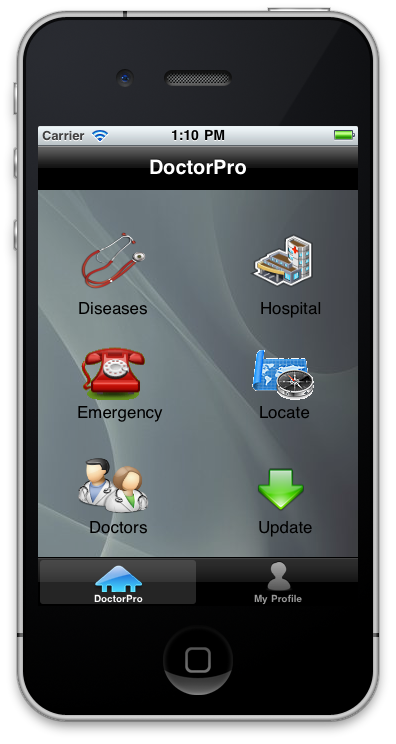 Carrier 1:10 PM
DoctorPro
Diseases Hospital
Emergency Locate
Doctors Update
DoctorPro My Profile